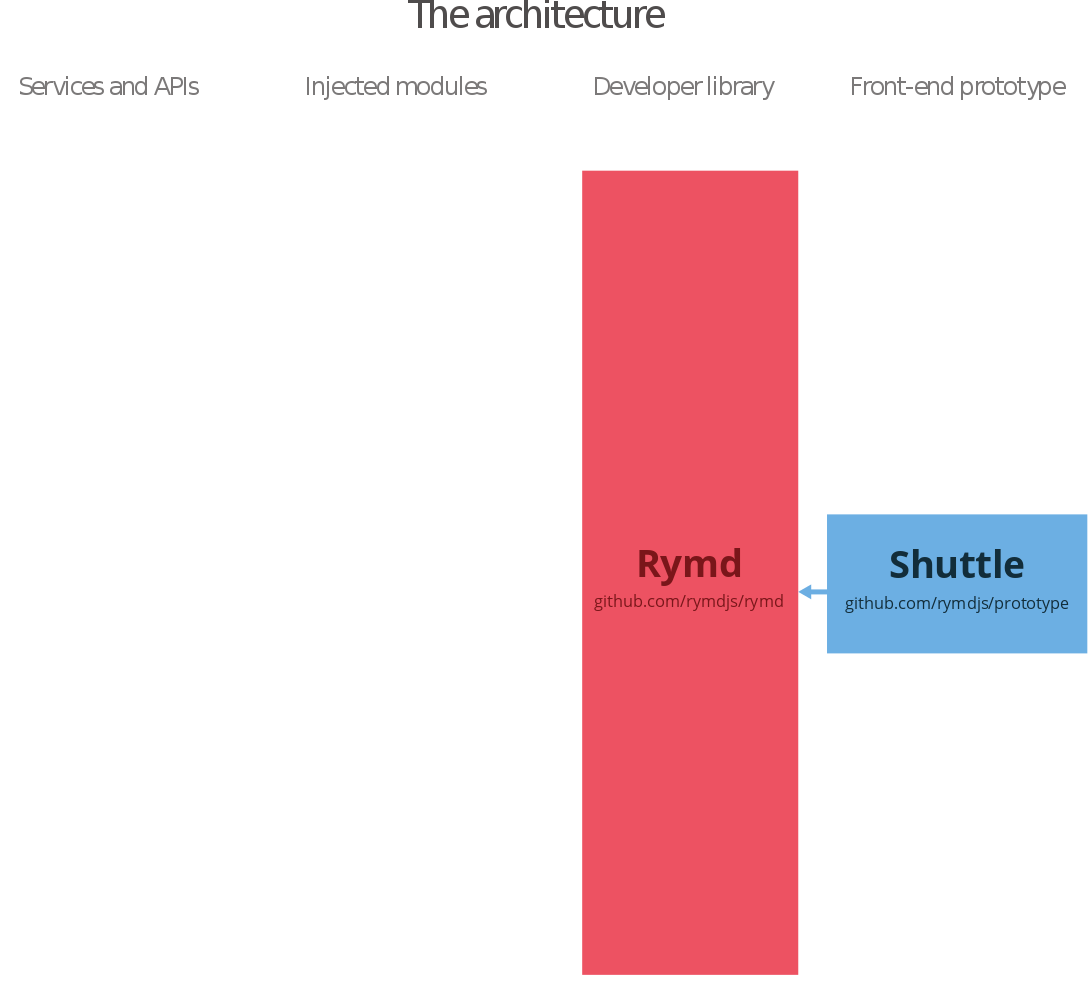 The architecture
Services and APIs
Injected modules
Developer library
Front-end prototype
Rymd
github.com/rymdjs/rymd
Shuttle
github.com/rymdjs/prototype